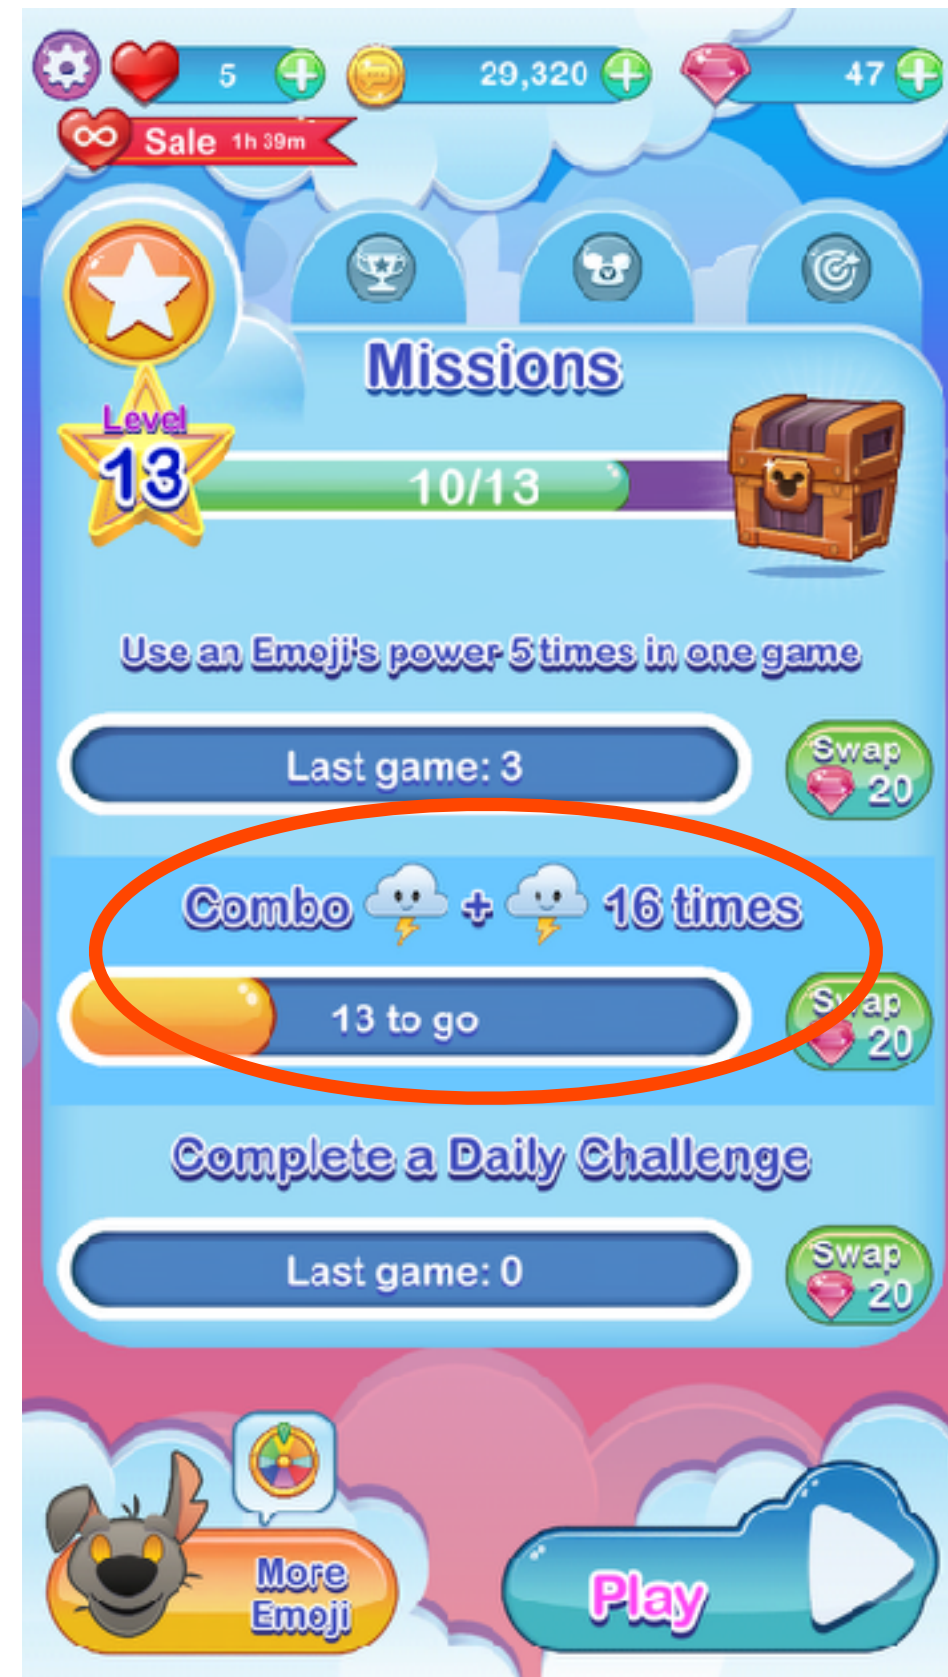 5
29,320
47
Sale 1h 39m
Missions
Level
13
10/13
Use an Emoji's power 5 times in one game
Last game: 3
Swap
20
Combo + 16 times
13 to go
Swap
20
Complete a Daily Challenge
Last game: 0
Swap
20
More
Emoji
Play